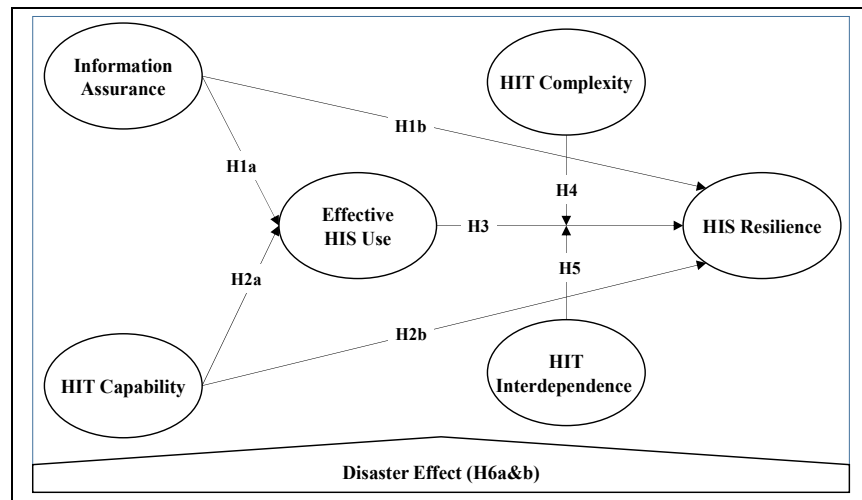 Information
Assurance
HIT Complexity
H1b
H1a
H4
Effective
HIS Use
H3
HIS Resilience
H2a
H5
H2b
HIT Capability
HIT
Interdependence
Disaster Effect (H6a&b)